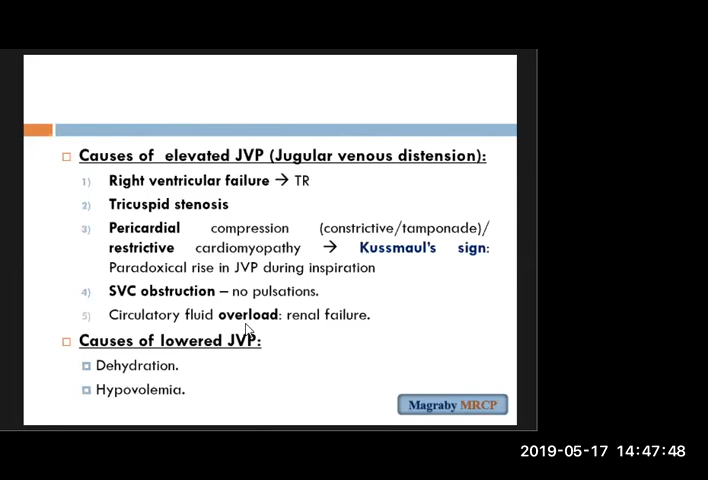 Causes of elevated JVP (Jugular venous distension):
1) Right ventricular failure → TR
2) Tricuspid stenosis
3) Pericardial compression (constrictive/tamponade)/
restrictive cardiomyopathy → Kussmaul's sign:
Paradoxical rise in JVP during inspiration
4) SVC obstruction – no pulsations.
5) Circulatory fluid overload: renal failure.
Causes of lowered JVP:
Dehydration.
Hypovolemia.
Magraby MRCP
2019-05-17 14:47:48